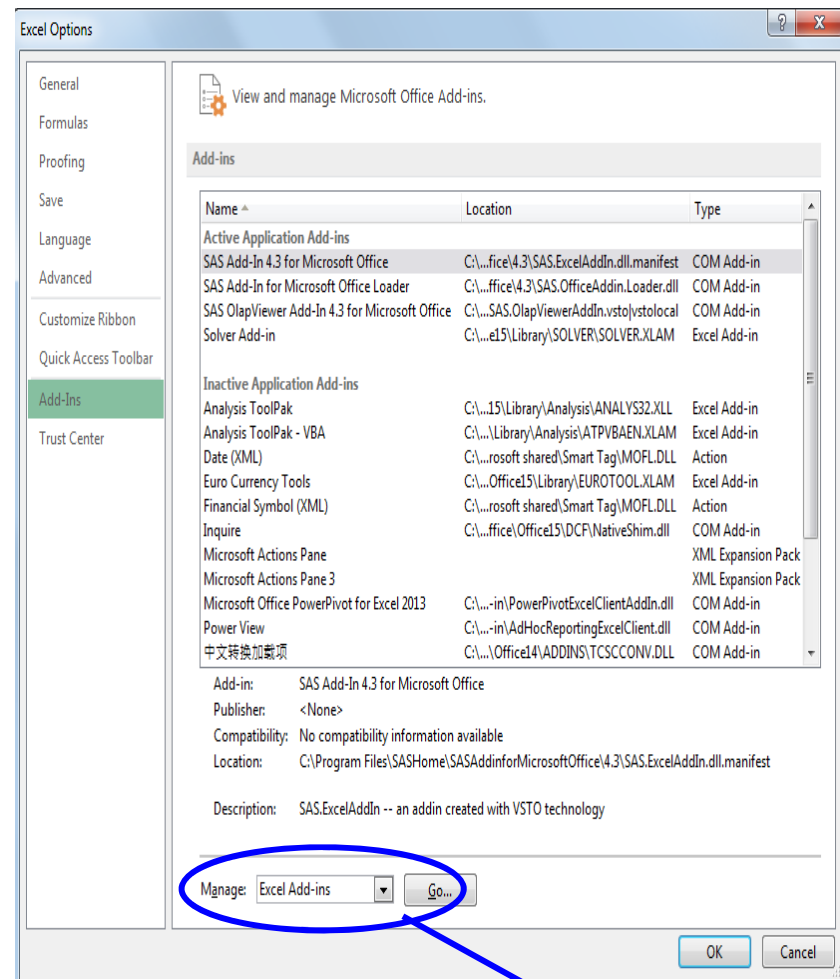 Excel Options
General
Formulas
Proofing
Save
Language
Advanced
Customize Ribbon
Quick Access Toolbar
Add-Ins
Trust Center
View and manage Microsoft Office Add-ins.
Add-ins
Name Location Type
Active Application Add-ins
SAS Add-In 4.3 for Microsoft Office C:\...fice\4.3\SAS.ExcelAddIn.dll.manifest COM Add-in
SAS Add-In for Microsoft Office Loader C:\...ffice\4.3\SAS.OfficeAddin.Loader.dll COM Add-in
SAS OlapViewer Add-In 4.3 for Microsoft Office C:\...SAS.OlapViewerAddIn.vsto|vstolocal COM Add-in
Solver Add-in C:\...e15\Library\SOLVER\SOLVER.XLAM Excel Add-in
Inactive Application Add-ins
Analysis ToolPak C:\...15\Library\Analysis\ANALYS32.XLL Excel Add-in
Analysis ToolPak - VBA C:\...\Library\Analysis\ATPVBAEN.XLAM Excel Add-in
Date (XML) C:\...rosoft shared\Smart Tag\MOFL.DLL Action
Euro Currency Tools C:\...Office15\Library\EUROTOOL.XLAM Excel Add-in
Financial Symbol (XML) C:\...rosoft shared\Smart Tag\MOFL.DLL Action
Inquire C:\...ffice\Office15\DCF\NativeShim.dll COM Add-in
Microsoft Actions Pane XML Expansion Pack
Microsoft Actions Pane 3 XML Expansion Pack
Microsoft Office PowerPivot for Excel 2013 C:\...-in\PowerPivotExcelClientAddIn.dll COM Add-in
Power View C:\...-in\AdHocReportingExcelClient.dll COM Add-in
中文转换加载项 C:\...\Office14\ADDINS\TCSCCONV.DLL COM Add-in
Add-in: SAS Add-In 4.3 for Microsoft Office
Publisher: <None>
Compatibility: No compatibility information available
Location: C:\Program Files\SASHome\SASAddinforMicrosoftOffice\4.3\SAS.ExcelAddIn.dll.manifest
Description: SAS.ExcelAddIn -- an addin created with VSTO technology
Manage: Excel Add-ins Go...
OK Cancel